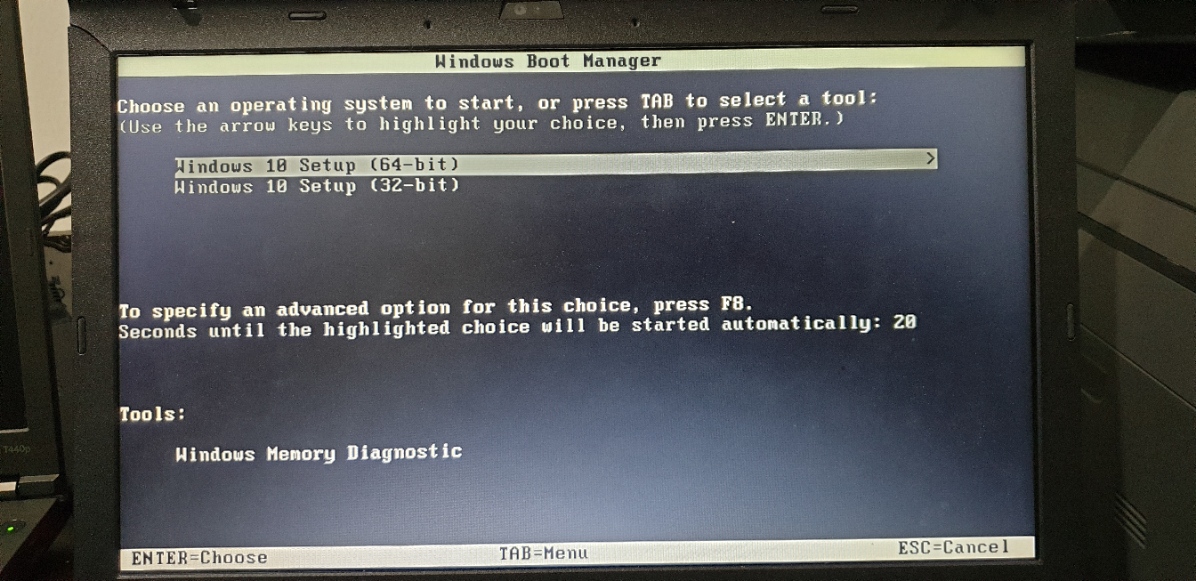 Windows Boot Manager
Choose an operating system to start, or press TAB to select a tool:
(Use the arrow keys to highlight your choice, then press ENTER.)
Windows 10 Setup (64-bit) >
Windows 10 Setup (32-bit)
To specify an advanced option for this choice, press F8.
Seconds until the highlighted choice will be started automatically: 20
Tools:
Windows Memory Diagnostic
ENTER=Choose TAB=Menu ESC=Cancel
T440p